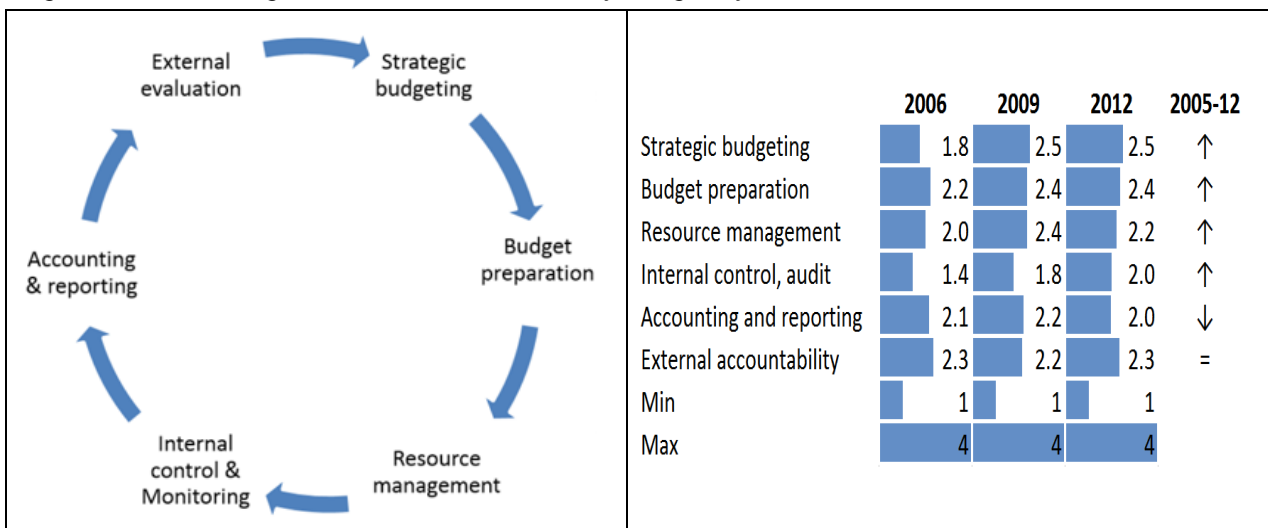 External
evaluation
Strategic
budgeting
Budget
preparation
Resource
management
Internal
control &
Monitoring
Accounting
& reporting
2006 2009 2012 2005-12
Strategic budgeting 1.8 2.5 2.5 ↑
Budget preparation 2.2 2.4 2.4 ↑
Resource management 2.0 2.4 2.2 ↑
Internal control, audit 1.4 1.8 2.0 ↑
Accounting and reporting 2.1 2.2 2.0 ↓
External accountability 2.3 2.2 2.3 =
Min 1 1 1
Max 4 4 4